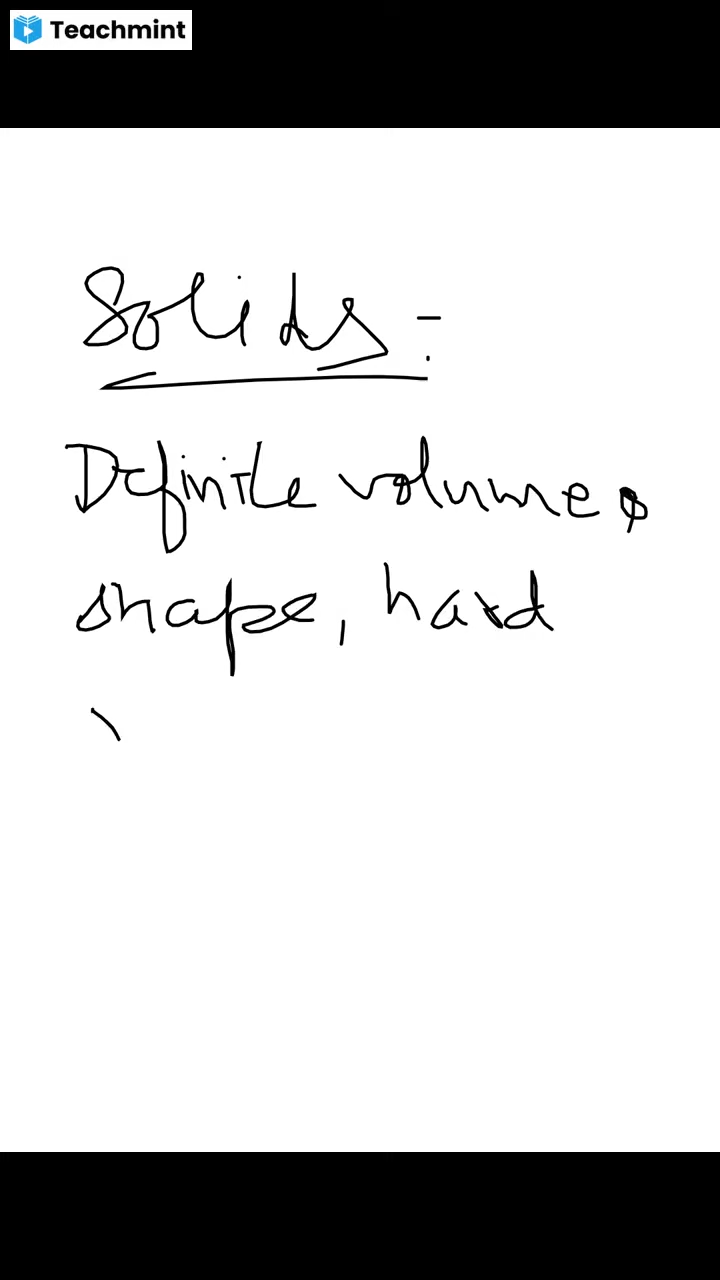 Teachmint
Solids :-
Definite volume &
shape, hard